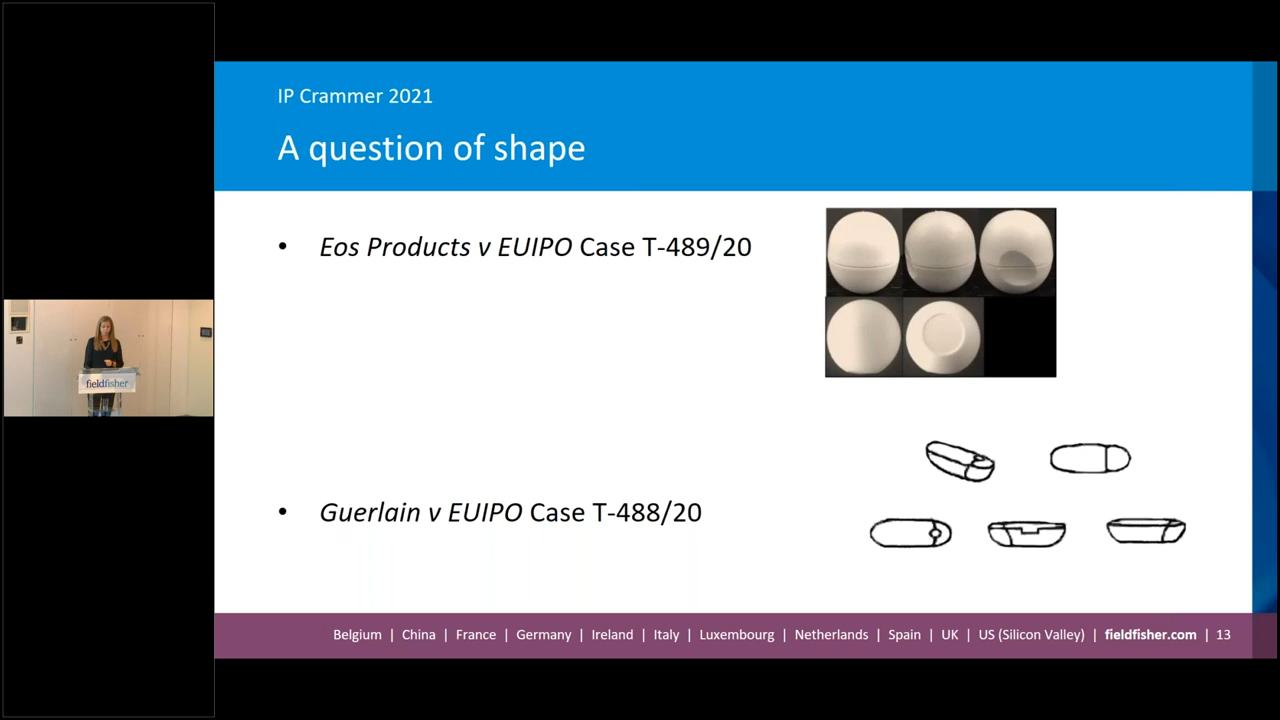 IP Crammer 2021
A question of shape
• Eos Products v EUIPO Case T-489/20
• Guerlain v EUIPO Case T-488/20
fieldfisher
Belgium | China | France | Germany | Ireland | Italy | Luxembourg | Netherlands | Spain | UK | US (Silicon Valley) | fieldfisher.com | 13